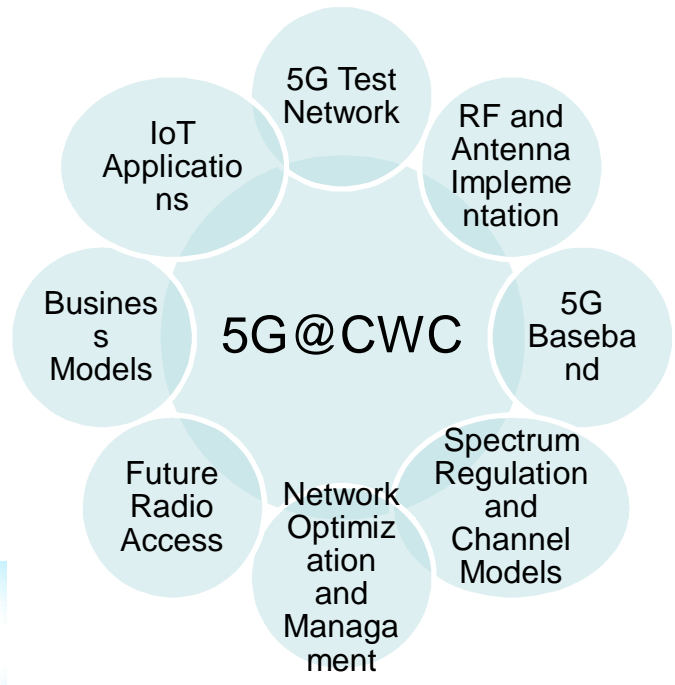 5G Test
Network
RF and
Antenna
Impleme
ntation
5G
Baseba
nd
Spectrum
Regulation
and
Channel
Models
Network
Optimiz
ation
and
Managa
ment
Future
Radio
Access
Busines
s
Models
IoT
Applicatio
ns
5G@CWC